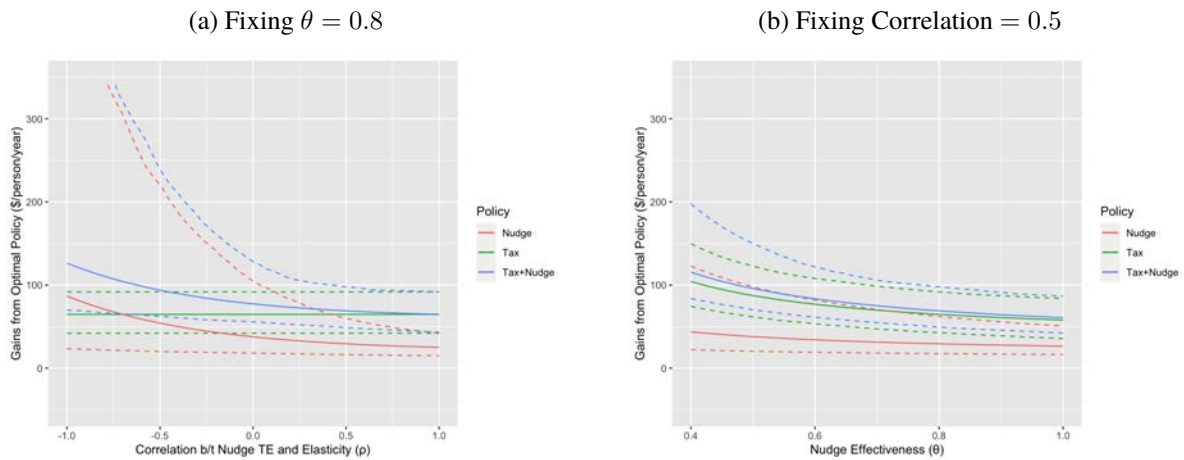 (a) Fixing θ = 0.8
Gains from Optimal Policy ($/person/year)
300
200
100
0
-1.0
-0.5
0.0
0.5
1.0
Correlation b/t Nudge TE and Elasticity (ρ)
Policy
Nudge
Tax
Tax+Nudge
(b) Fixing Correlation = 0.5
Gains from Optimal Policy ($/person/year)
300
200
100
0
0.4
0.6
0.8
1.0
Nudge Effectiveness (θ)
Policy
Nudge
Tax
Tax+Nudge